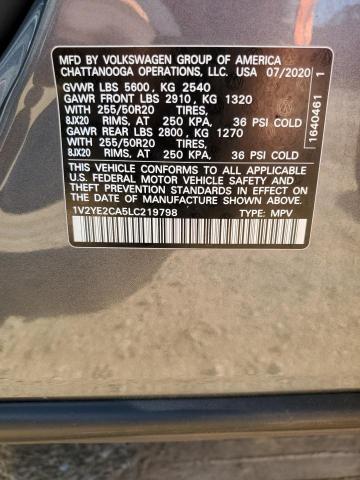 MFD BY VOLKSWAGEN GROUP OF AMERICA
CHATTANOOGA OPERATIONS, LLC. USA 07/2020
GVWR LBS 5600, KG 2540
GAWR FRONT LBS 2910, KG 1320
WITH 255/50R20 TIRES,
8JX20 RIMS, AT 250 KPA, 36 PSI COLD
GAWR REAR LBS 2800, KG 1270
WITH 255/50R20 TIRES,
8JX20 RIMS, AT 250 KPA, 36 PSI COLD
THIS VEHICLE CONFORMS TO ALL APPLICABLE
U.S. FEDERAL MOTOR VEHICLE SAFETY AND
THEFT PREVENTION STANDARDS IN EFFECT ON
THE DATE OF MANUFACTURE SHOWN ABOVE.
1V2YE2CA5LC219798 TYPE: MPV
1640461 1